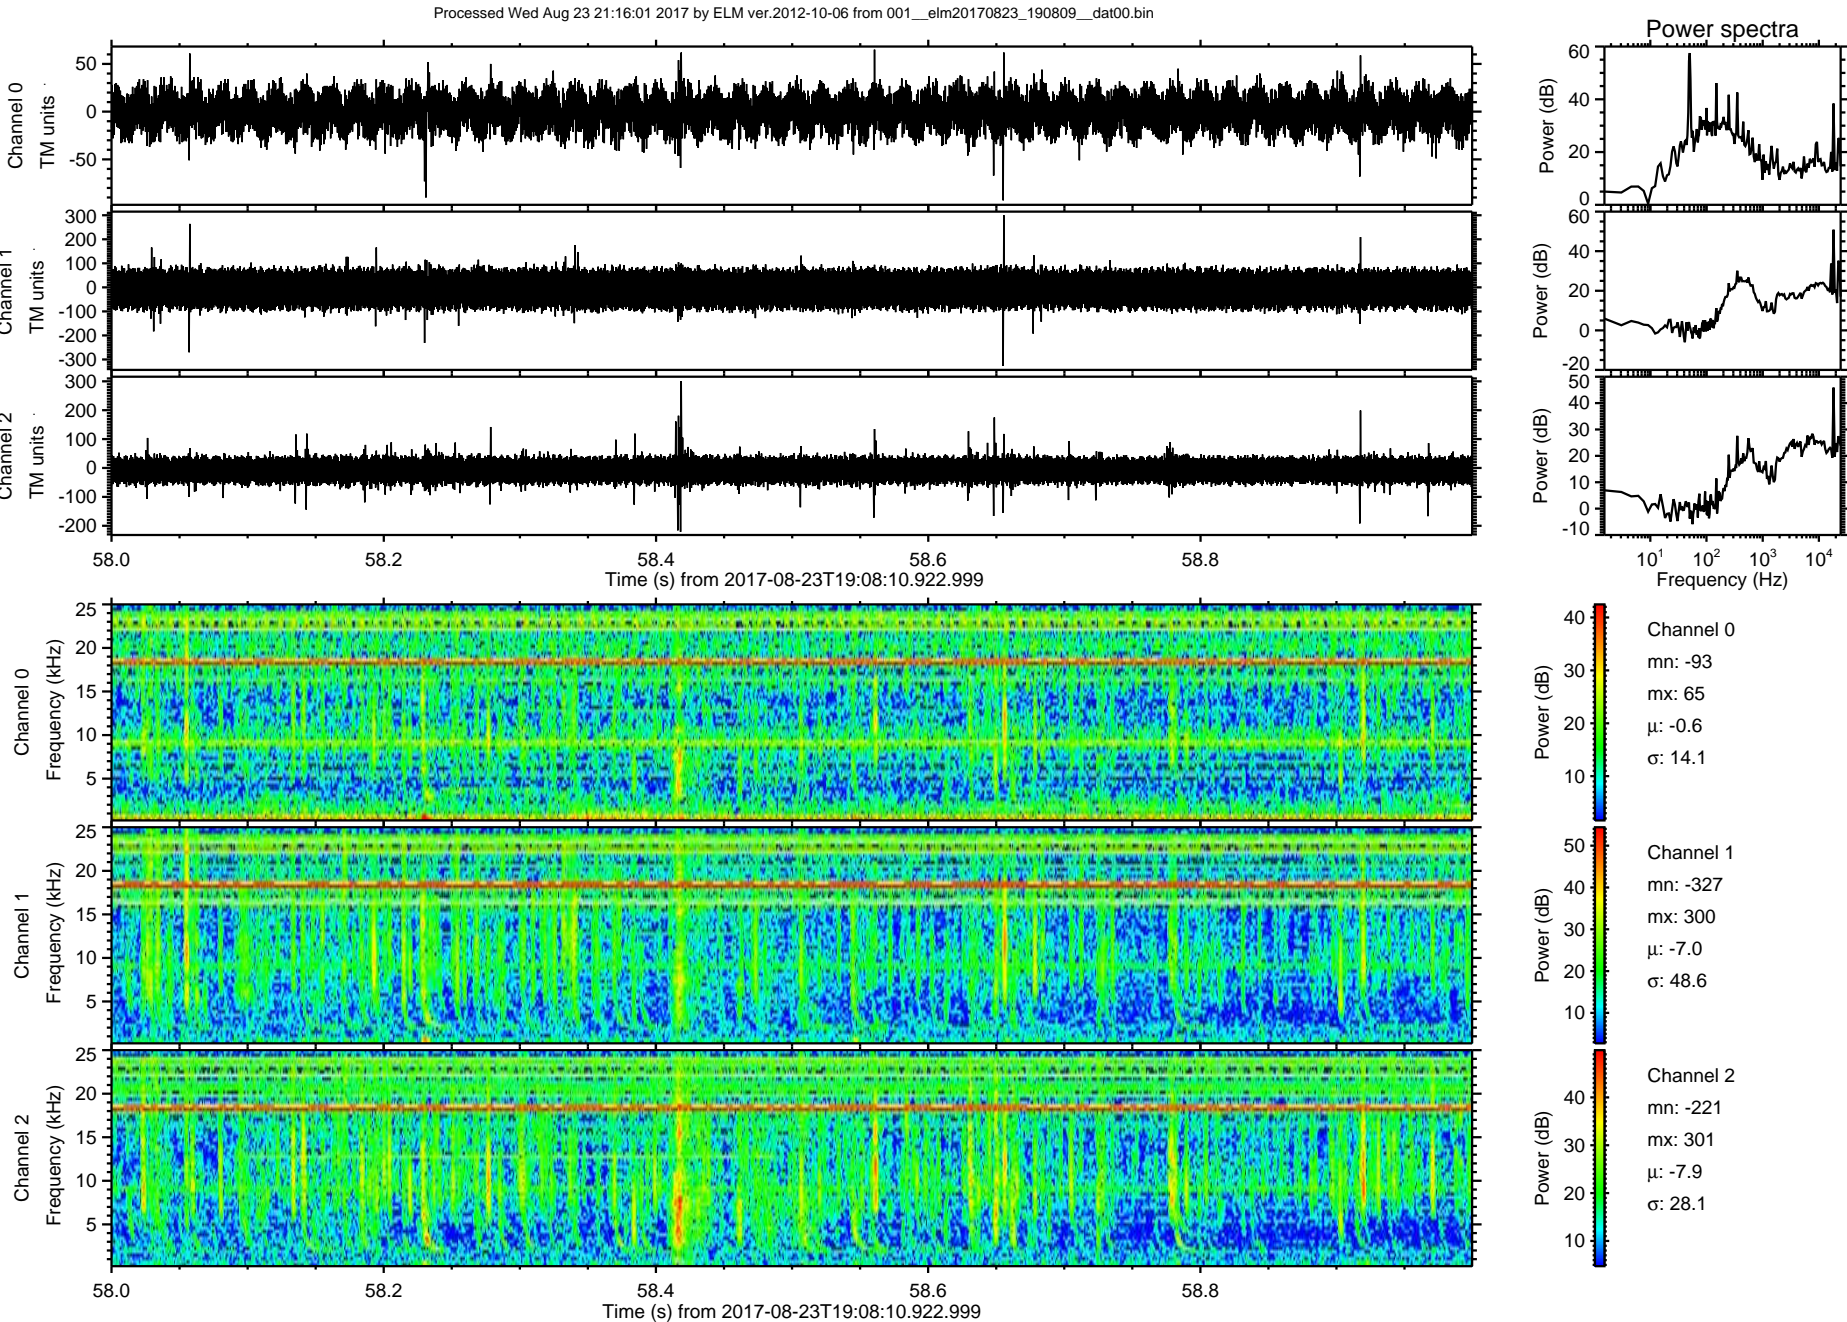 Processed Wed Aug 23 21:16:01 2017 by ELM ver.2012-10-06 from 001__elm20170823_190809__dat00.bin
Power spectra
Channel 0
TM units
50
0
-50
Power (dB)
60
40
20
0
Channel 1
TM units
300
200
100
0
-100
-200
-300
Power (dB)
60
40
20
0
-20
Channel 2
TM units
300
200
100
0
-100
-200
Power (dB)
50
40
30
20
10
0
-10
58.0 58.2 58.4 58.6 58.8
Time (s) from 2017-08-23T19:08:10.922.999
10^1 10^2 10^3 10^4
Frequency (Hz)
Channel 0
Frequency (kHz)
25
20
15
10
5
Power (dB)
40
30
20
10
Channel 0
mn: -93
mx: 65
μ: -0.6
σ: 14.1
Channel 1
Frequency (kHz)
25
20
15
10
5
Power (dB)
50
40
30
20
10
Channel 1
mn: -327
mx: 300
μ: -7.0
σ: 48.6
Channel 2
Frequency (kHz)
25
20
15
10
5
Power (dB)
40
30
20
10
Channel 2
mn: -221
mx: 301
μ: -7.9
σ: 28.1
58.0 58.2 58.4 58.6 58.8
Time (s) from 2017-08-23T19:08:10.922.999